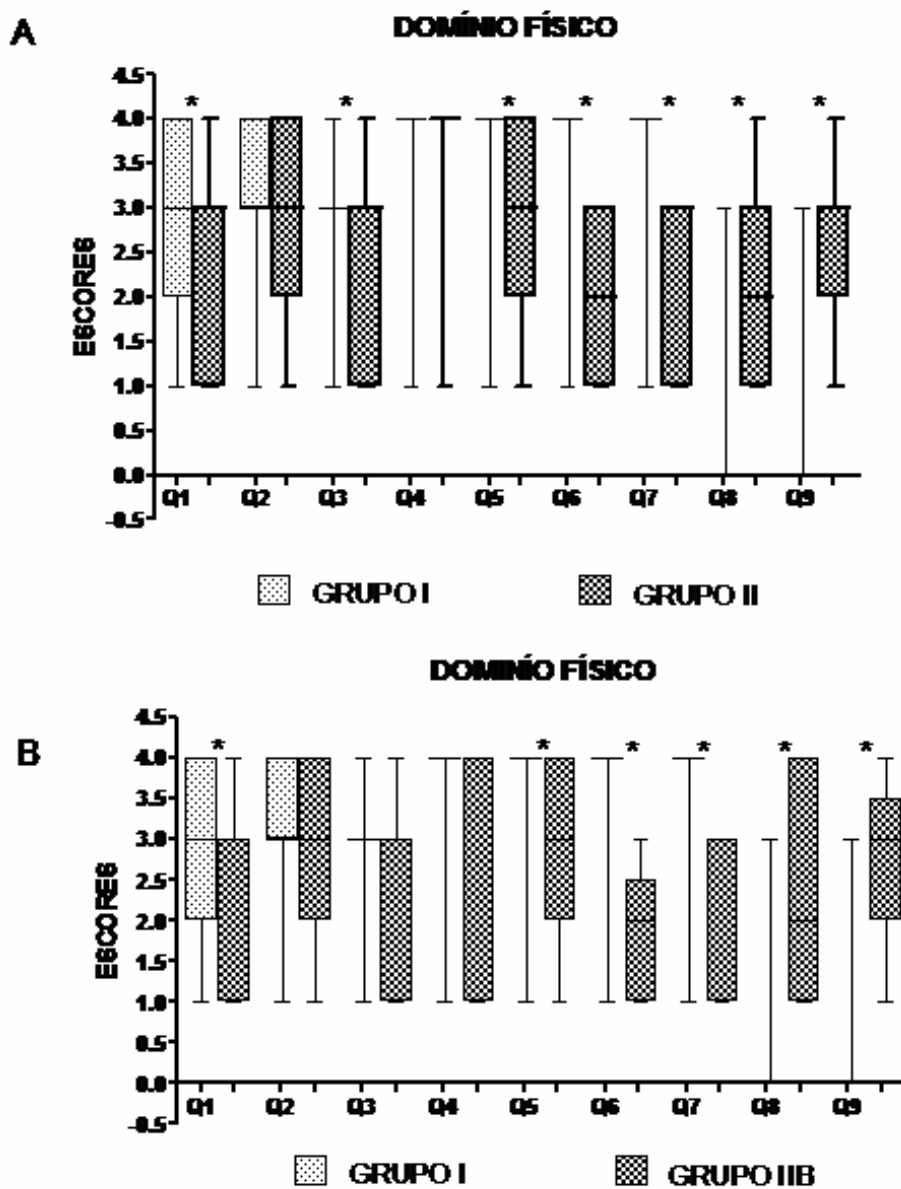 A
DOMÍNIO FÍSICO
* * * * * * *
4.5
4.0
3.5
3.0
2.5
2.0
1.5
1.0
0.5
0.0
-0.5
ESCORES
Q1 Q2 Q3 Q4 Q5 Q6 Q7 Q8 Q9
GRUPO I GRUPO II
DOMINÍO FÍSICO
B
* * * * * *
4.5
4.0
3.5
3.0
2.5
2.0
1.5
1.0
0.5
0.0
-0.5
ESCORES
Q1 Q2 Q3 Q4 Q5 Q6 Q7 Q8 Q9
GRUPO I GRUPO IIB